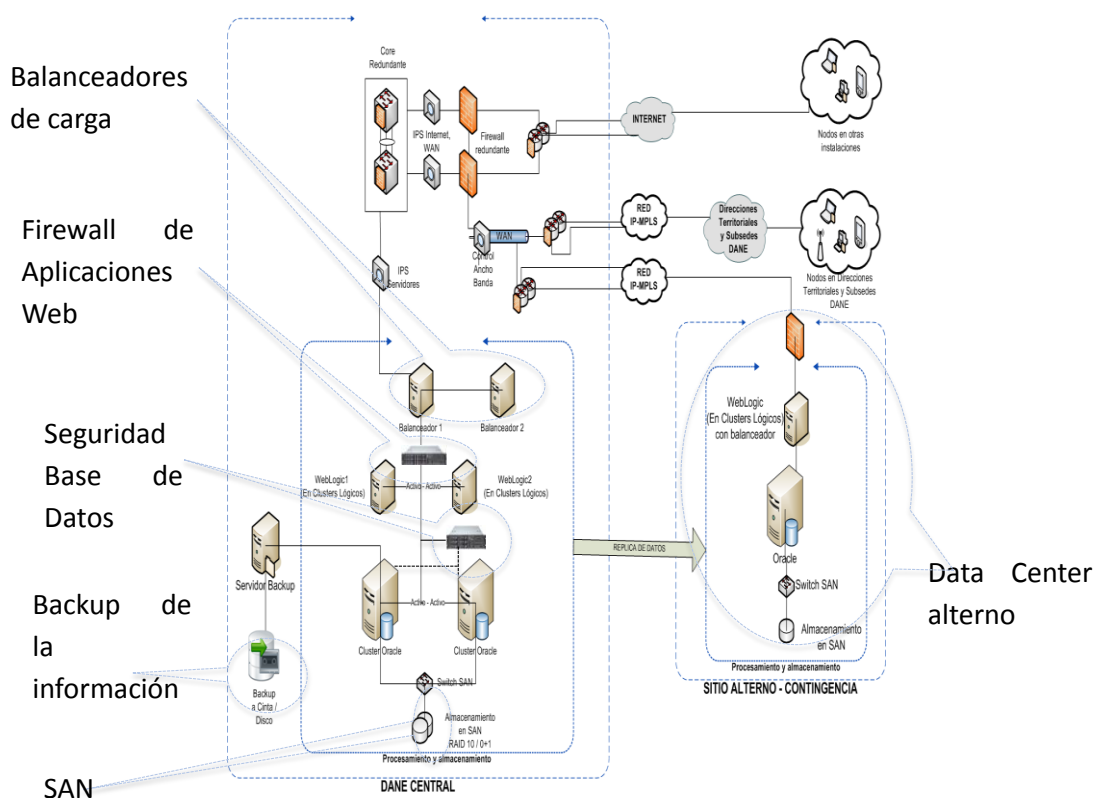 Balanceadores
de carga
Firewall de
Aplicaciones
Web
Seguridad
Base de
Datos
Backup de
la
información
SAN
Core
Redundante
IPS Internet,
WAN
Firewall
redundante
INTERNET
Nodos en otras
instalaciones
WAN
Control
Ancho
Banda
RED
IP-MPLS
Direcciones
Territoriales
y Subsedes
DANE
Nodos en Direcciones
Territoriales y Subsedes
DANE
RED
IP-MPLS
IPS
Servidores
Balanceador 1
Balanceador 2
WebLogic1
(En Clusters Lógicos)
Activo - Activo
WebLogic2
(En Clusters Lógicos)
Servidor Backup
Activo - Activo
Cluster Oracle
Cluster Oracle
Backup
a Cinta /
Disco
Switch SAN
Almacenamiento
en SAN
RAID 10 / 0+1
Procesamiento y almacenamiento
DANE CENTRAL
REPLICA DE DATOS
WebLogic
(En Clusters Lógicos)
con balanceador
Oracle
Switch SAN
Almacenamiento
en SAN
Procesamiento y almacenamiento
SITIO ALTERNO - CONTINGENCIA
Data Center
alterno